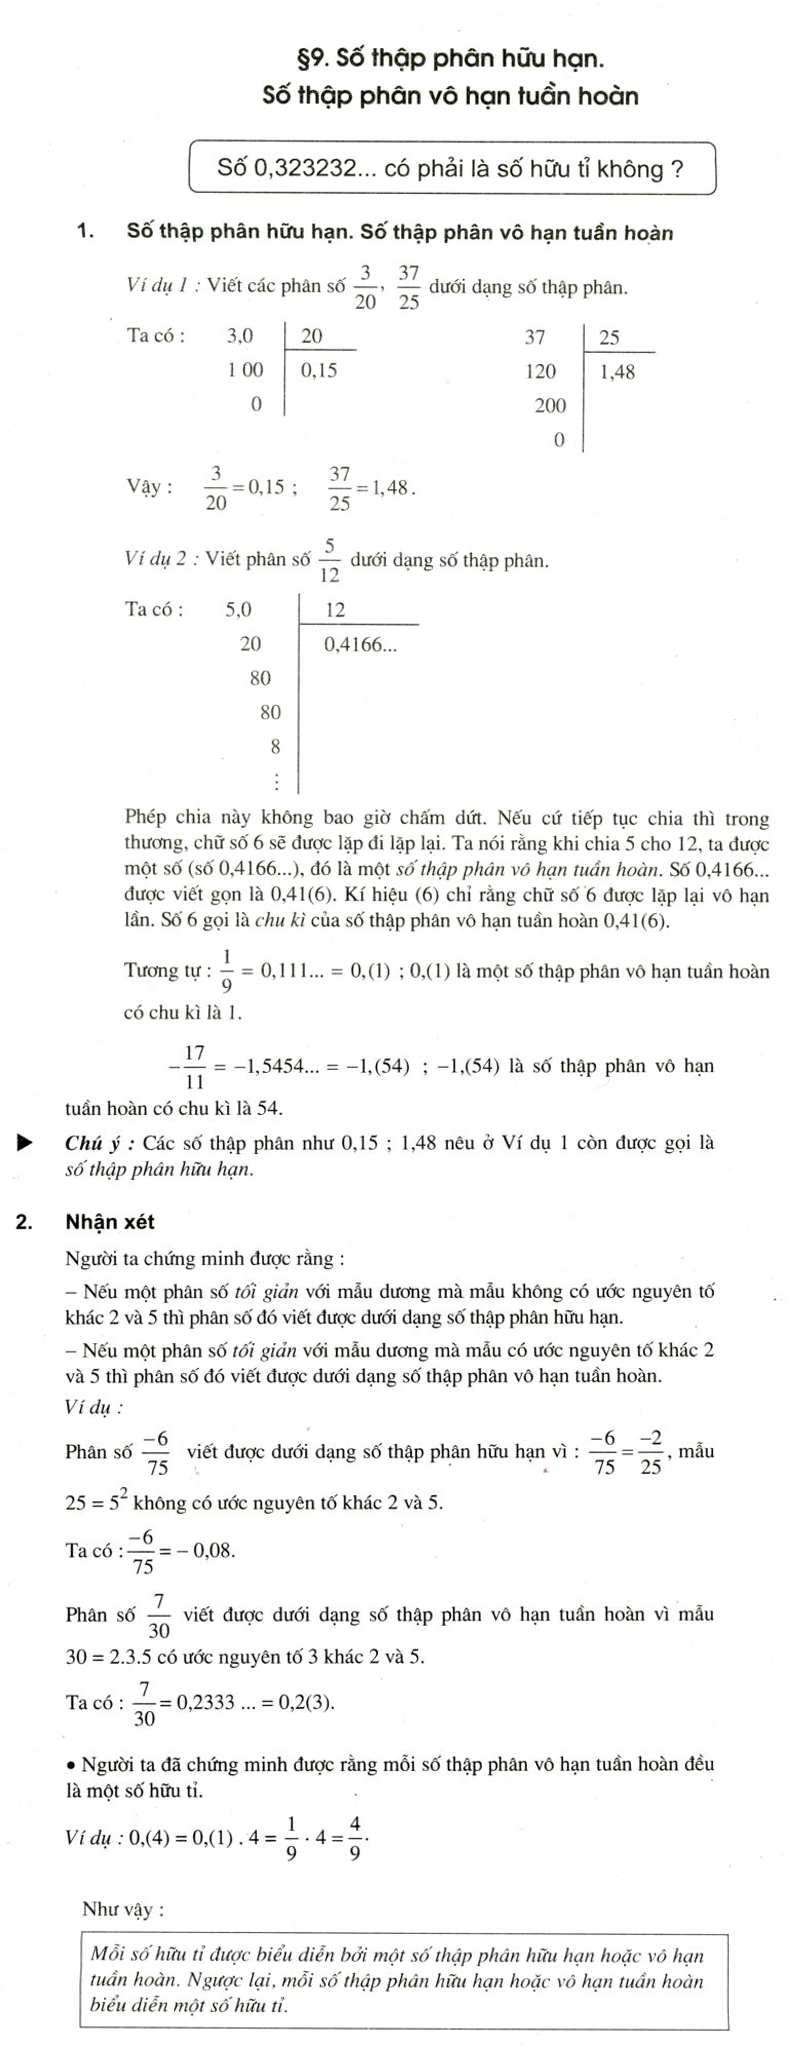 §9. Số thập phân hữu hạn.
Số thập phân vô hạn tuần hoàn
Số 0,323232... có phải là số hữu tỉ không ?
1. Số thập phân hữu hạn. Số thập phân vô hạn tuần hoàn
Ví dụ 1 : Viết các phân số 3/20, 37/25 dưới dạng số thập phân.
Ta có : 3,0 | 20 37 | 25
1 00 | 0,15 120 | 1,48
0 200
0
Vậy : 3/20 = 0,15 ; 37/25 = 1,48 .
Ví dụ 2 : Viết phân số 5/12 dưới dạng số thập phân.
Ta có : 5,0 | 12
20 | 0,4166...
80
80
8
⋮
Phép chia này không bao giờ chấm dứt. Nếu cứ tiếp tục chia thì trong
thương, chữ số 6 sẽ được lặp đi lặp lại. Ta nói rằng khi chia 5 cho 12, ta được
một số (số 0,4166...), đó là một số thập phân vô hạn tuần hoàn. Số 0,4166...
được viết gọn là 0,41(6). Kí hiệu (6) chỉ rằng chữ số 6 được lặp lại vô hạn
lần. Số 6 gọi là chu kì của số thập phân vô hạn tuần hoàn 0,41(6).
Tương tự : 1/9 = 0,111... = 0,(1) ; 0,(1) là một số thập phân vô hạn tuần hoàn
có chu kì là 1.
−17/11 = −1,5454... = −1,(54) ; −1,(54) là số thập phân vô hạn
tuần hoàn có chu kì là 54.
▶ Chú ý : Các số thập phân như 0,15 ; 1,48 nêu ở Ví dụ 1 còn được gọi là
số thập phân hữu hạn.
2. Nhận xét
Người ta chứng minh được rằng :
− Nếu một phân số tối giản với mẫu dương mà mẫu không có ước nguyên tố
khác 2 và 5 thì phân số đó viết được dưới dạng số thập phân hữu hạn.
− Nếu một phân số tối giản với mẫu dương mà mẫu có ước nguyên tố khác 2
và 5 thì phân số đó viết được dưới dạng số thập phân vô hạn tuần hoàn.
Ví dụ :
Phân số −6/75 viết được dưới dạng số thập phân hữu hạn vì : −6/75 = −2/25 , mẫu
25 = 5² không có ước nguyên tố khác 2 và 5.
Ta có : −6/75 = − 0,08.
Phân số 7/30 viết được dưới dạng số thập phân vô hạn tuần hoàn vì mẫu
30 = 2.3.5 có ước nguyên tố 3 khác 2 và 5.
Ta có : 7/30 = 0,2333 ... = 0,2(3).
• Người ta đã chứng minh được rằng mỗi số thập phân vô hạn tuần hoàn đều
là một số hữu tỉ.
Ví dụ : 0,(4) = 0,(1) . 4 = 1/9 . 4 = 4/9.
Như vậy :
Mỗi số hữu tỉ được biểu diễn bởi một số thập phân hữu hạn hoặc vô hạn
tuần hoàn. Ngược lại, mỗi số thập phân hữu hạn hoặc vô hạn tuần hoàn
biểu diễn một số hữu tỉ.